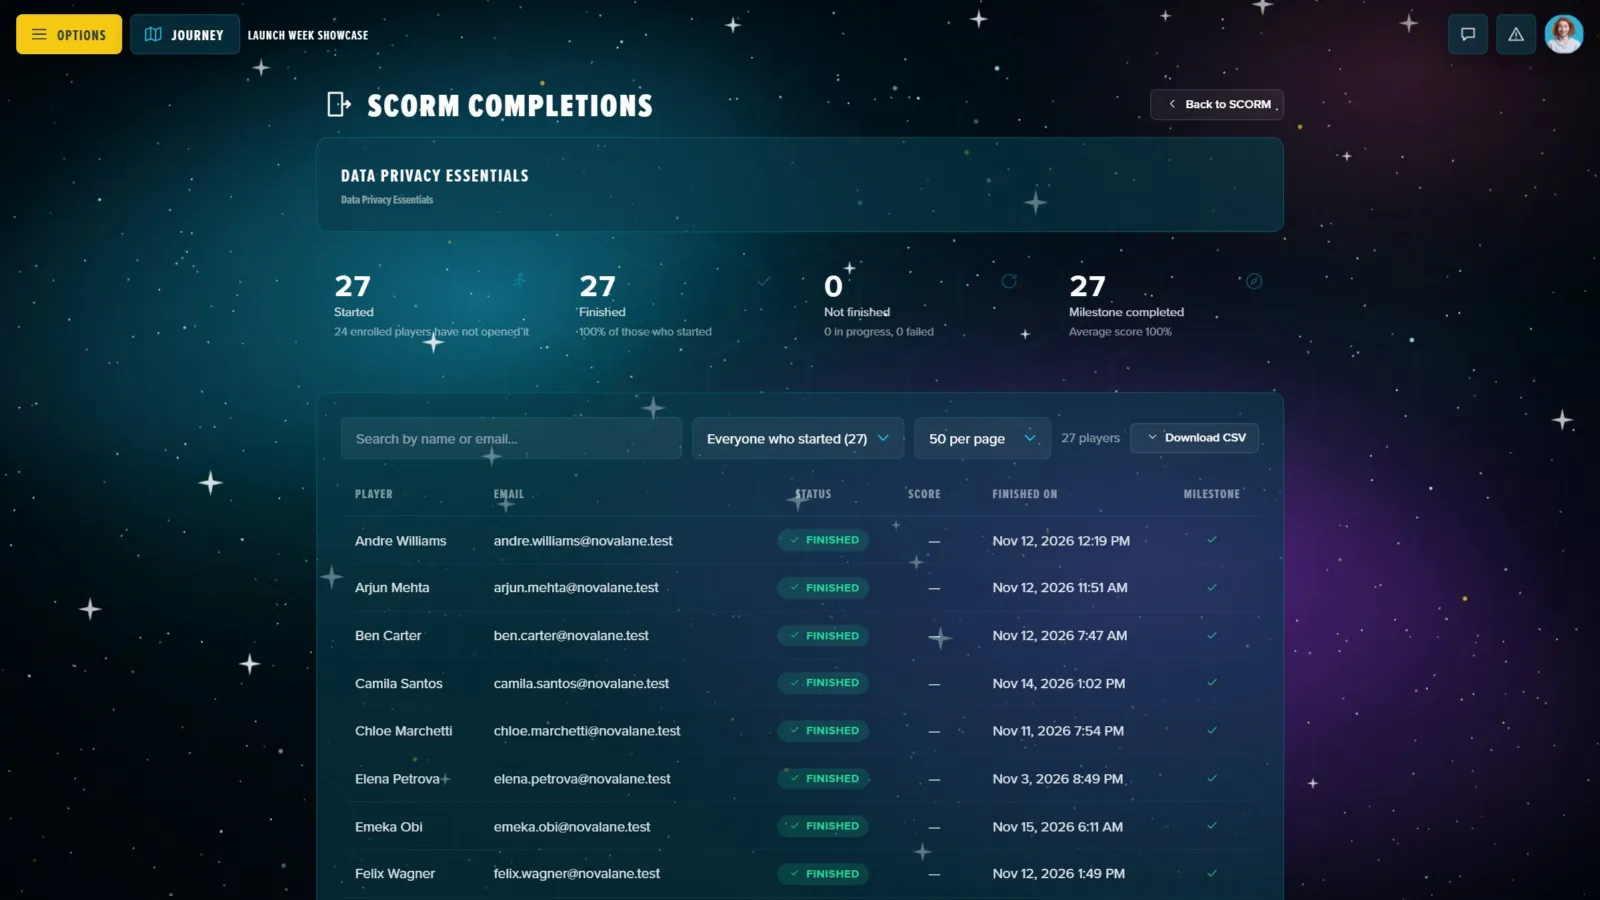 OPTIONS
JOURNEY
LAUNCH WEEK SHOWCASE
SCORM COMPLETIONS
Back to SCORM
DATA PRIVACY ESSENTIALS
Data Privacy Essentials
27
Started
24 enrolled players have not opened it
27
Finished
100% of those who started
0
Not finished
0 in progress, 0 failed
27
Milestone completed
Average score 100%
Search by name or email...
Everyone who started (27)
50 per page
27 players
Download CSV
PLAYER EMAIL STATUS SCORE FINISHED ON MILESTONE
Andre Williams andre.williams@novalane.test FINISHED — Nov 12, 2026 12:19 PM
Arjun Mehta arjun.mehta@novalane.test FINISHED — Nov 12, 2026 11:51 AM
Ben Carter ben.carter@novalane.test FINISHED — Nov 12, 2026 7:47 AM
Camila Santos camila.santos@novalane.test FINISHED — Nov 14, 2026 1:02 PM
Chloe Marchetti chloe.marchetti@novalane.test FINISHED — Nov 11, 2026 7:54 PM
Elena Petrova elena.petrova@novalane.test FINISHED — Nov 3, 2026 8:49 PM
Emeka Obi emeka.obi@novalane.test FINISHED — Nov 15, 2026 6:11 AM
Felix Wagner felix.wagner@novalane.test FINISHED — Nov 12, 2026 1:49 PM